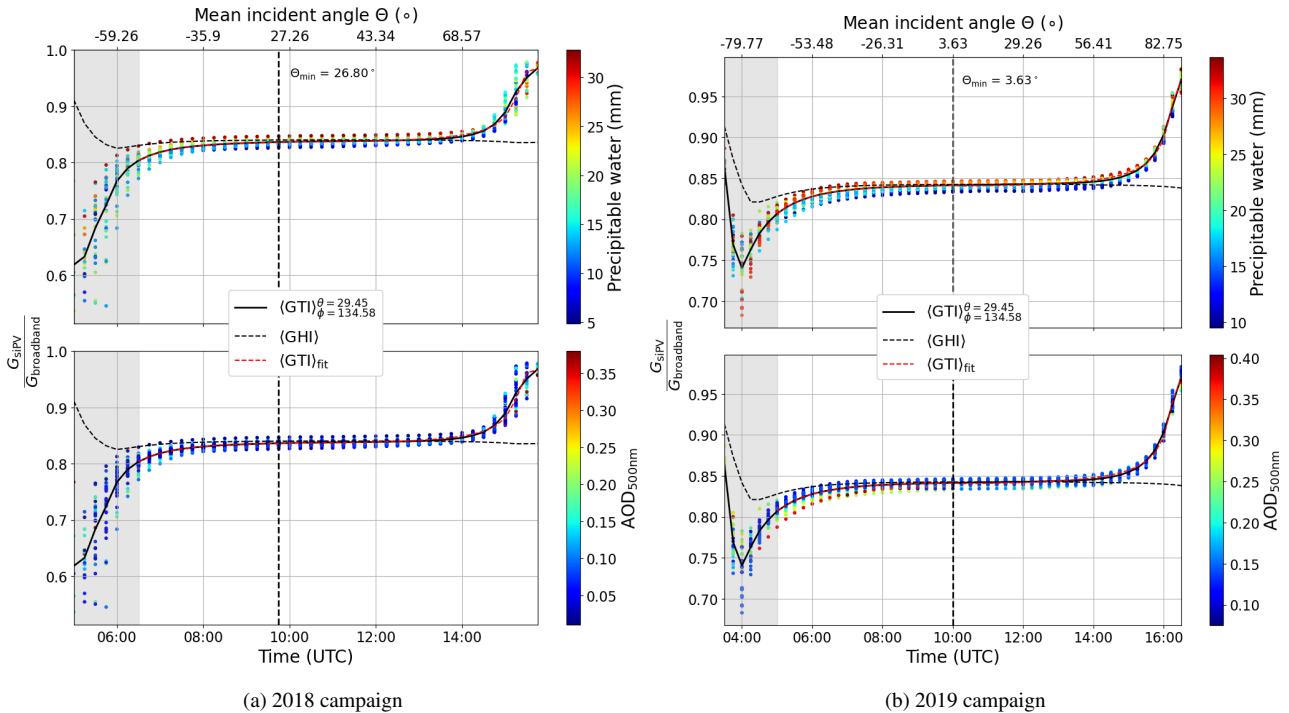 Mean incident angle Θ (∘)
-59.26 -35.9 27.26 43.34 68.57
1.0
0.9
0.8
0.7
0.6
Θmin = 26.80∘
30
25
20
15
10
5
Precipitable water (mm)
⟨GTI⟩θ=29.45 ϕ=134.58
⟨GHI⟩
⟨GTI⟩fit
GsiPV
Gbroadband
1.0
0.9
0.8
0.7
0.6
0.35
0.30
0.25
0.20
0.15
0.10
0.05
AOD500nm
06:00 08:00 10:00 12:00 14:00
Time (UTC)
(a) 2018 campaign
Mean incident angle Θ (∘)
-79.77 -53.48 -26.31 3.63 29.26 56.41 82.75
0.95
0.90
0.85
0.80
0.75
0.70
Θmin = 3.63∘
30
25
20
15
10
Precipitable water (mm)
⟨GTI⟩θ=29.45 ϕ=134.58
⟨GHI⟩
⟨GTI⟩fit
GsiPV
Gbroadband
0.95
0.90
0.85
0.80
0.75
0.70
0.40
0.35
0.30
0.25
0.20
0.15
0.10
AOD500nm
04:00 06:00 08:00 10:00 12:00 14:00 16:00
Time (UTC)
(b) 2019 campaign